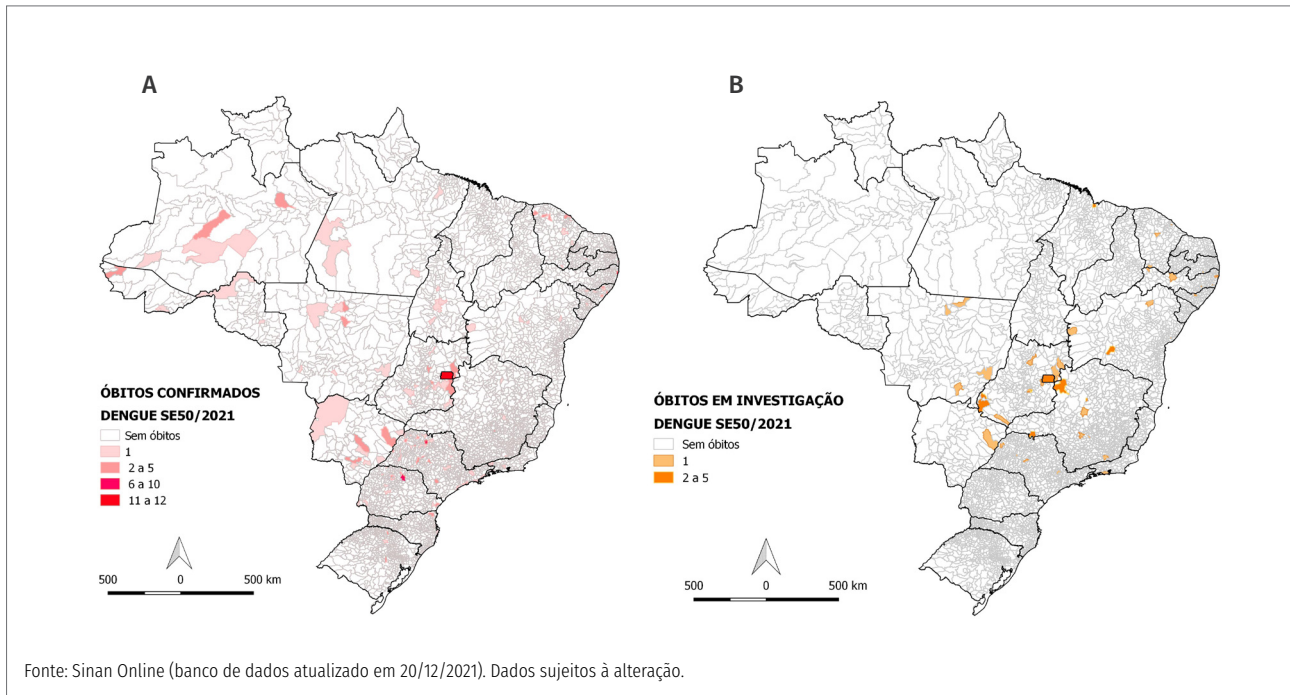 A
ÓBITOS CONFIRMADOS
DENGUE SE50/2021
Sem óbitos
1
2 a 5
6 a 10
11 a 12
500 0 500 km
B
ÓBITOS EM INVESTIGAÇÃO
DENGUE SE50/2021
Sem óbitos
1
2 a 5
500 0 500 km
Fonte: Sinan Online (banco de dados atualizado em 20/12/2021). Dados sujeitos à alteração.